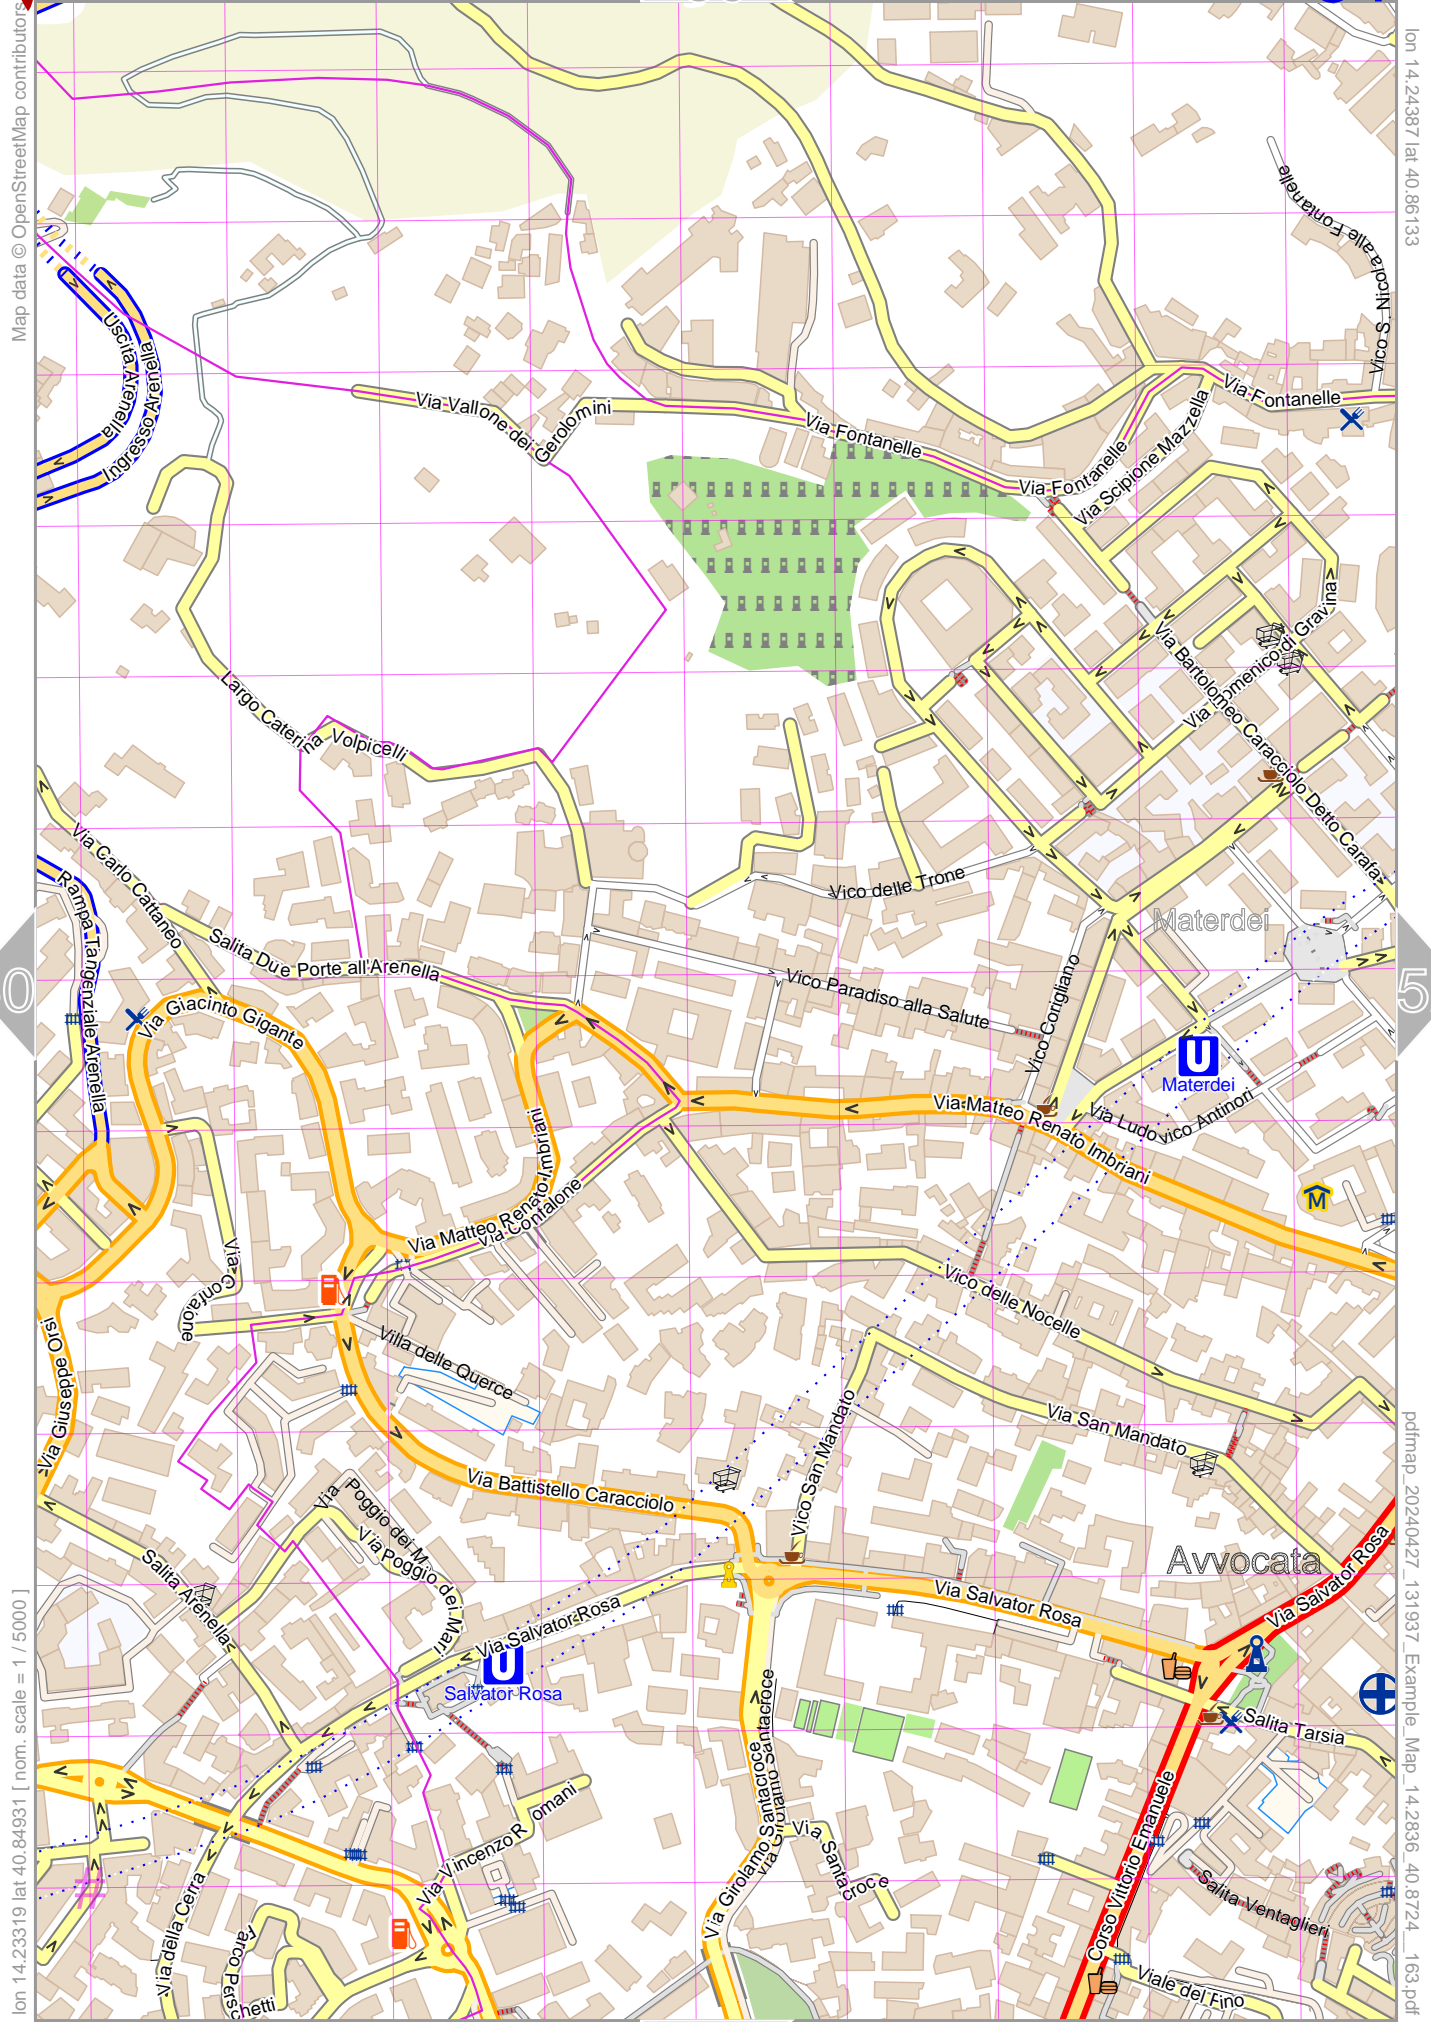 Map data © OpenStreetMap contributors
lon 14.24387 lat 40.86133
Vico S. Nicola alle Fontanelle
Uscita Arenella
Ingresso Arenella
Via Vallone dei Gerolomini
Via Fontanelle
Via Fontanelle
Via Fontanelle
Via Scipione Mazzella
Via Domenico di Gravina
Via Bartolomeo Caracciolo Detto Carafa
Largo Caterina Volpicelli
Via Carlo Cattaneo
Rampa Tangenziale Arenella
Salita Due Porte all'Arenella
Vico delle Trone
Materdei
Vico Paradiso alla Salute
Vico Corigliano
Via Giacinto Gigante
0
5
U
Materdei
Via Ludovico Antinori
Via Matteo Renato Imbriani
Via Matteo Renato Imbriani
Via Confalone
Via Confalone
M
Vico delle Nocelle
Villa delle Querce
Via Giuseppe Orsi
Via San Mandato
Vico San Mandato
Via Battistello Caracciolo
Via Poggio dei M.
Via Poggio dei Mari
Salita Arenella
Avvocata
Via Salvator Rosa
Via Salvator Rosa
Via Salvator Rosa
U
Salvator Rosa
Salita Tarsia
Via Girolamo Santacroce
Via Girolamo Santacroce
Via Santacroce
Corso Vittorio Emanuele
Via Vincenzo Romani
Via della Cerra
Salita Ventaglieri
Viale del Fino
lon 14.23319 lat 40.84931 [ nom. scale = 1 / 5000 ]
pdfmap_20240427_131937_Example_Map_14.2836_40.8724__163.pdf